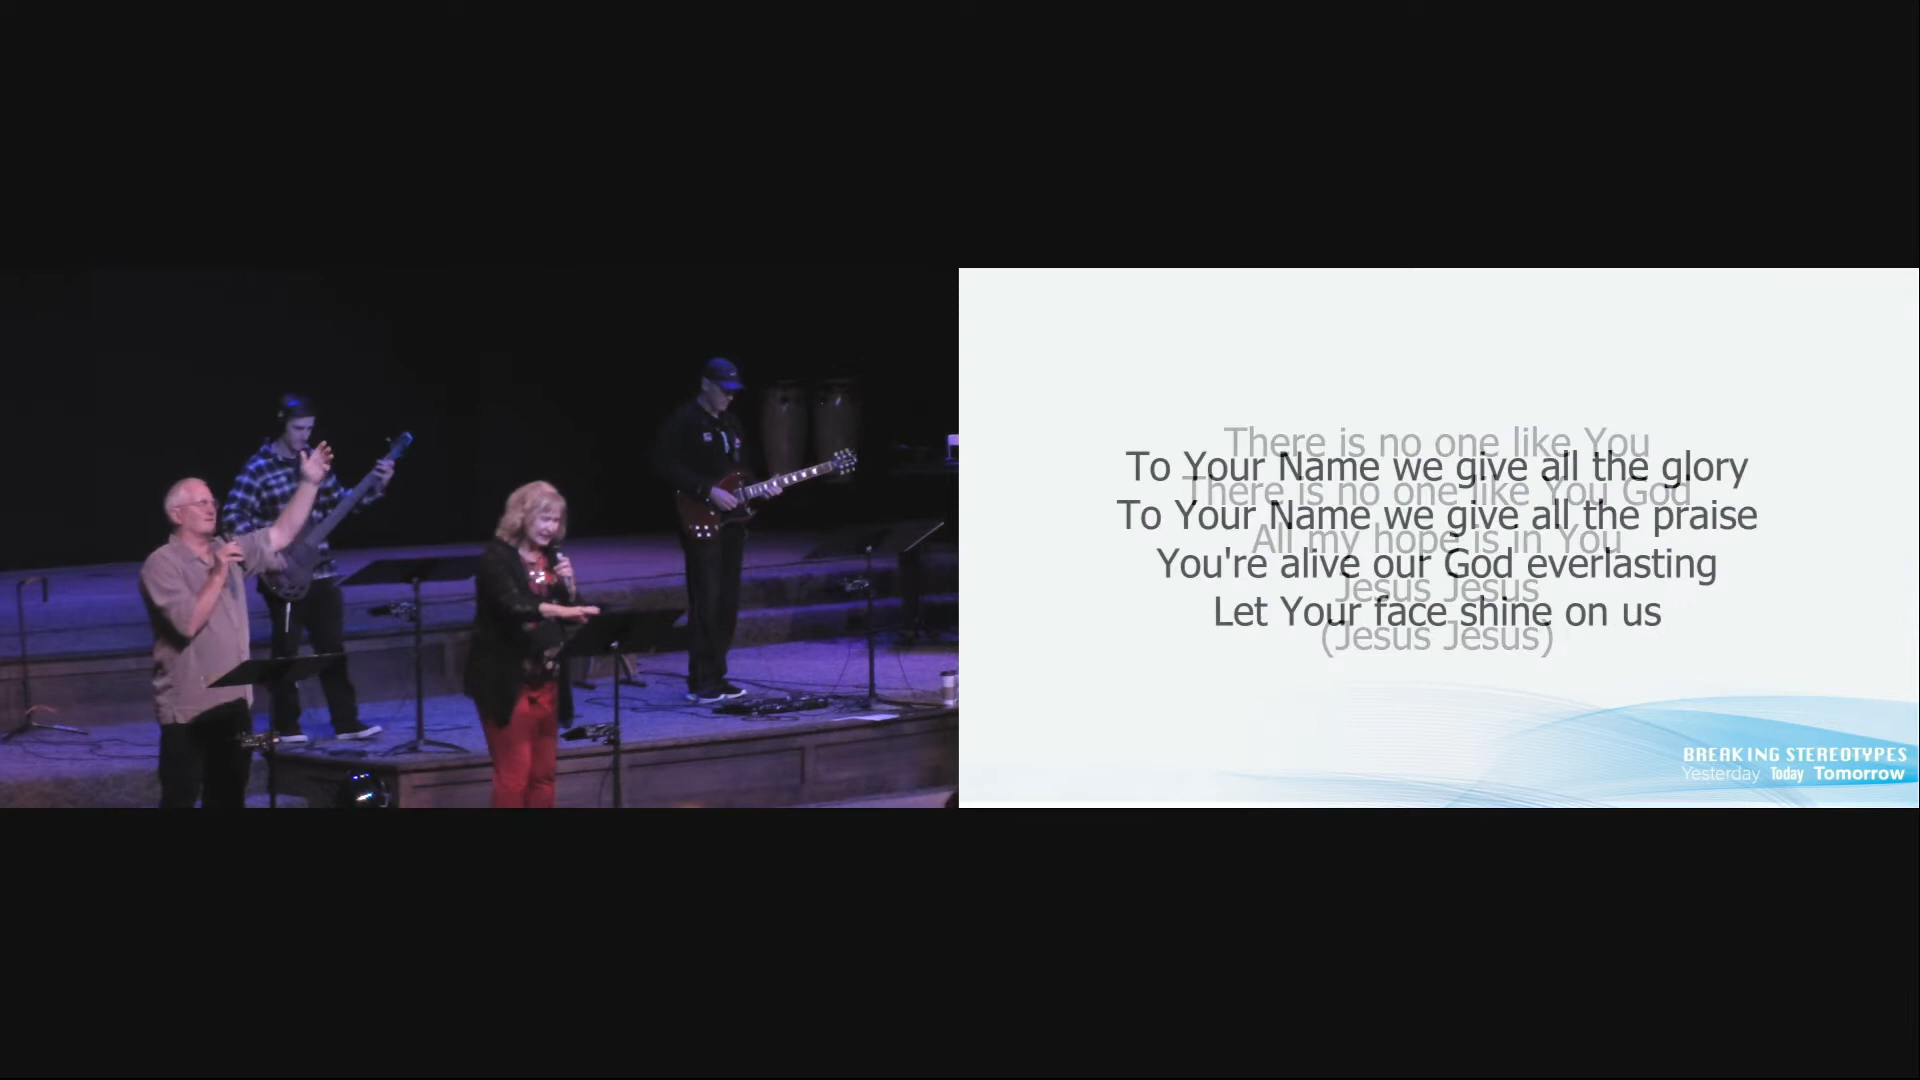 There is no one like You
To Your Name we give all the glory
There is no one like You God
To Your Name we give all the praise
All my hope is in You
You're alive our God everlasting
Jesus Jesus
Let Your face shine on us
(Jesus Jesus)
BREAKING STEREOTYPES
Yesterday Today Tomorrow